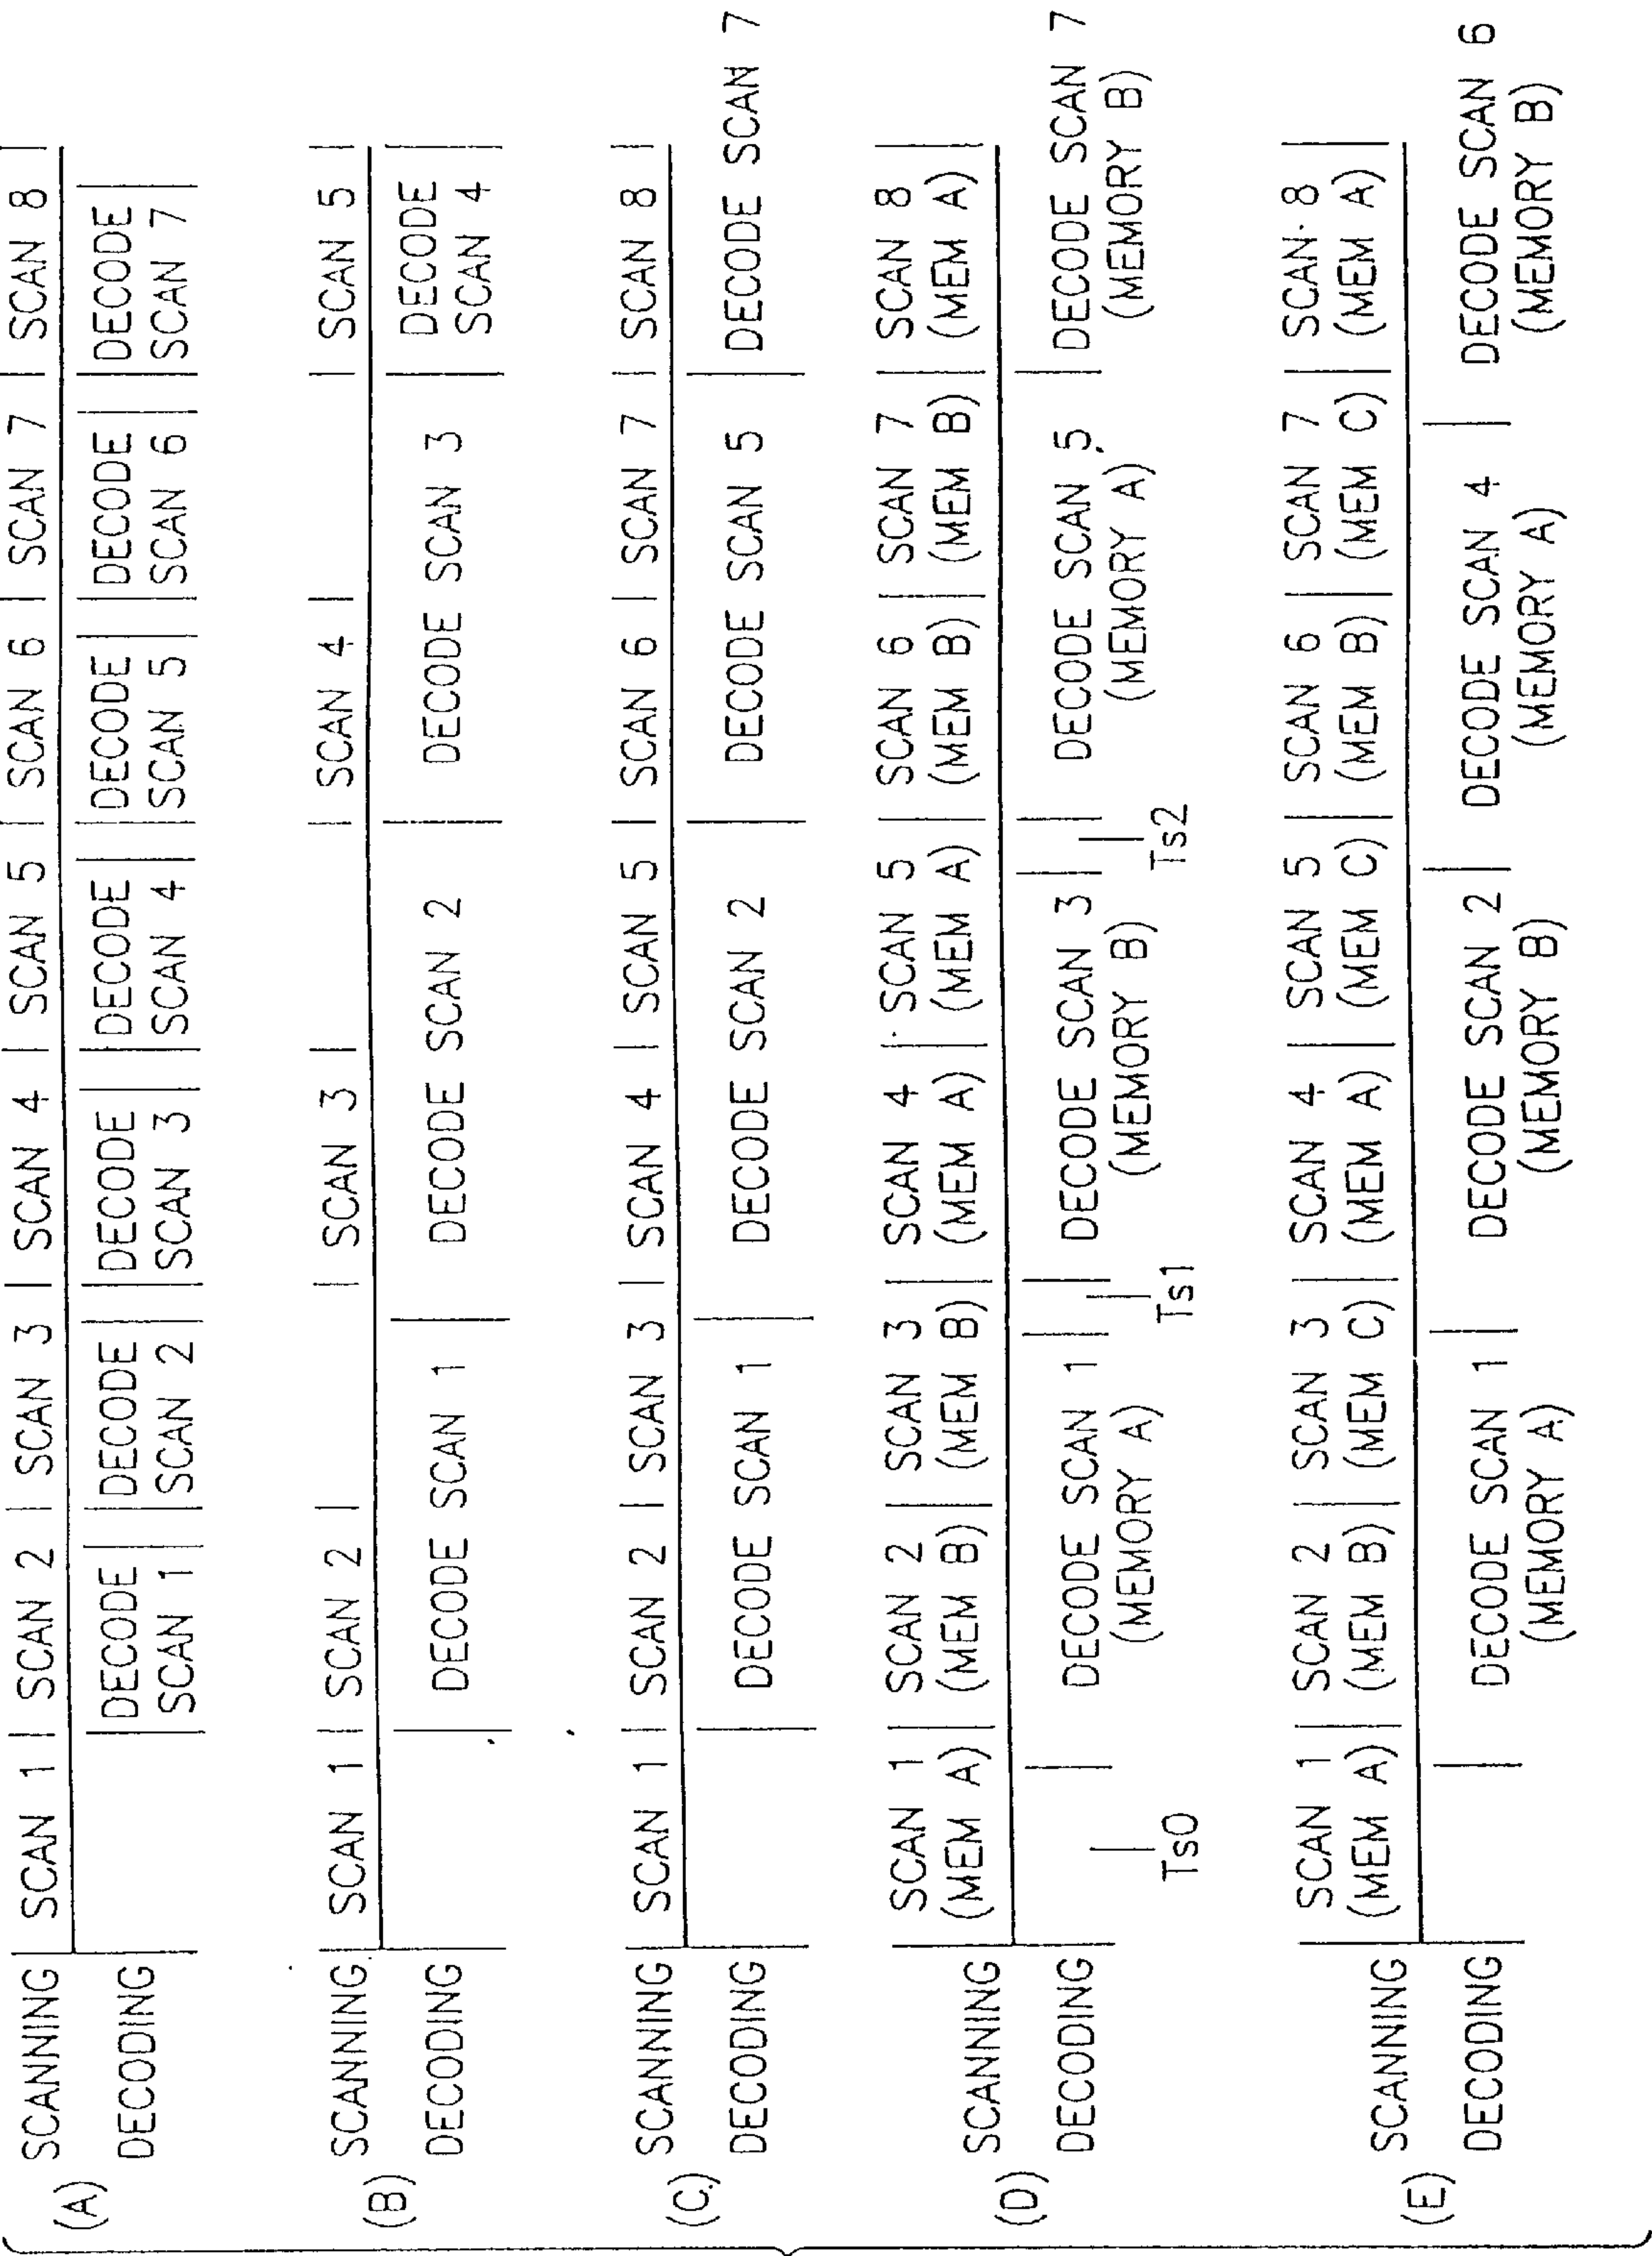 (A) SCANNING SCAN 1 | SCAN 2 | SCAN 3 | SCAN 4 | SCAN 5 | SCAN 6 | SCAN 7 | SCAN 8 |
DECODING | DECODE | DECODE | DECODE | DECODE | DECODE | DECODE | DECODE |
SCAN 1 | SCAN 2 | SCAN 3 | SCAN 4 | SCAN 5 | SCAN 6 | SCAN 7 |
(B) SCANNING SCAN 1 | SCAN 2 | | SCAN 3 | | SCAN 4 | | SCAN 5 |
DECODING | DECODE SCAN 1 | DECODE SCAN 2 | DECODE SCAN 3 | DECODE |
SCAN 4
(C) SCANNING SCAN 1 | SCAN 2 | SCAN 3 | SCAN 4 | SCAN 5 | SCAN 6 | SCAN 7 | SCAN 8 |
DECODING | DECODE SCAN 1 | DECODE SCAN 2 | DECODE SCAN 5 | DECODE SCAN 7
(D) SCANNING SCAN 1 | SCAN 2 | SCAN 3 | SCAN 4 | SCAN 5 | SCAN 6 | SCAN 7 | SCAN 8 |
(MEM A) | (MEM B) | (MEM B) | (MEM A) | (MEM A) | (MEM B) | (MEM B) | (MEM A) |
DECODING | DECODE SCAN 1 | | DECODE SCAN 3 | | DECODE SCAN 5 | DECODE SCAN 7
(MEMORY A) (MEMORY B) (MEMORY A) (MEMORY B)
Ts0 Ts1 Ts2
(E) SCANNING SCAN 1 | SCAN 2 | SCAN 3 | SCAN 4 | SCAN 5 | SCAN 6 | SCAN 7 | SCAN 8 |
(MEM A) | (MEM B) | (MEM C) | (MEM A) | (MEM C) | (MEM B) | (MEM C) | (MEM A) |
DECODING | DECODE SCAN 1 | DECODE SCAN 2 | DECODE SCAN 4 | DECODE SCAN 6
(MEMORY A) (MEMORY B) (MEMORY A) (MEMORY B)